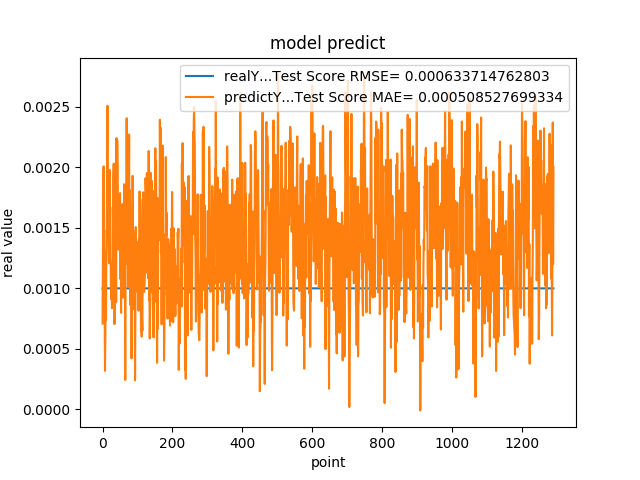 model predict
realY...Test Score RMSE= 0.000633714762803
predictY...Test Score MAE= 0.000508527699334
0.0025
0.0020
0.0015
0.0010
0.0005
0.0000
real value
0 200 400 600 800 1000 1200
point